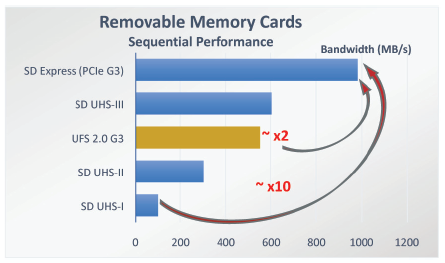 Removable Memory Cards
Sequential Performance
Bandwidth (MB/s)
SD Express (PCIe G3)
SD UHS-III
UFS 2.0 G3
~ x2
SD UHS-II
~ x10
SD UHS-I
0 200 400 600 800 1000 1200